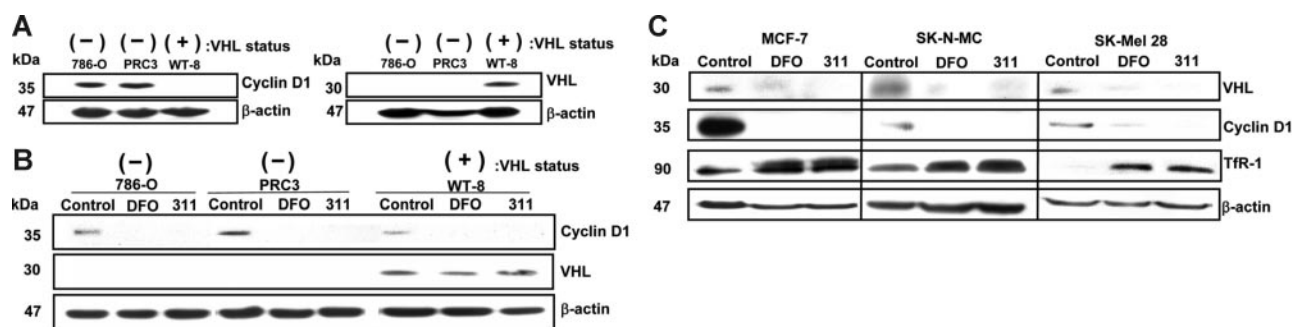 A
kDa
(−) (−) (+) :VHL status
786-O PRC3 WT-8
35 Cyclin D1
47 β-actin
(−) (−) (+) :VHL status
kDa
786-O PRC3 WT-8
30 VHL
47 β-actin
B
(−) (−) (+) :VHL status
786-O PRC3 WT-8
kDa Control DFO 311 Control DFO 311 Control DFO 311
35 Cyclin D1
30 VHL
47 β-actin
C
MCF-7 SK-N-MC SK-Mel 28
kDa Control DFO 311 Control DFO 311 Control DFO 311
30 VHL
35 Cyclin D1
90 TfR-1
47 β-actin